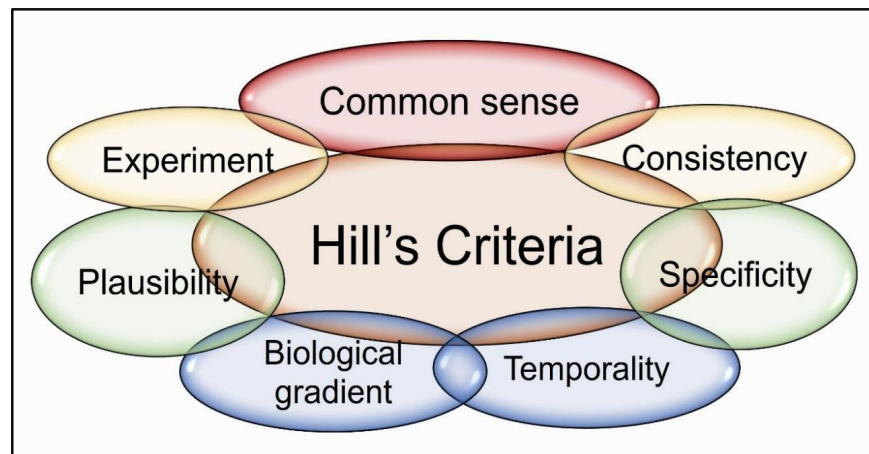 Common sense
Experiment
Consistency
Hill's Criteria
Plausibility
Specificity
Biological
gradient
Temporality